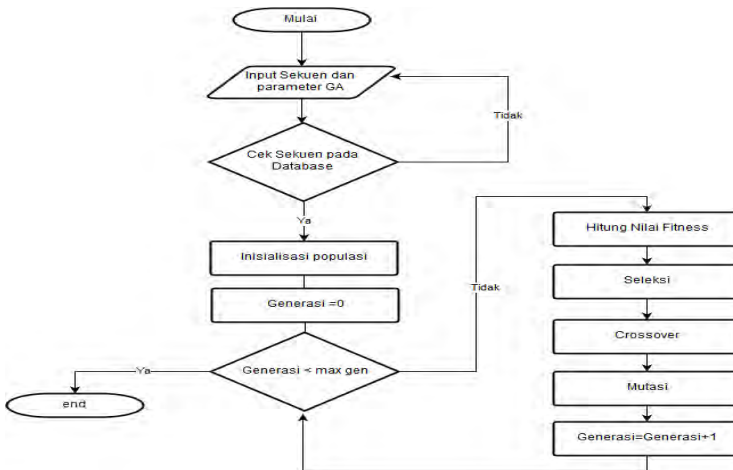 Mulai
Input Sekuen dan
parameter GA
Tidak
Cek Sekuen pada
Database
Ya
Inisialisasi populasi
Generasi =0
Generasi < max gen
Ya
end
Tidak
Hitung Nilai Fitness
Seleksi
Crossover
Mutasi
Generasi=Generasi+1